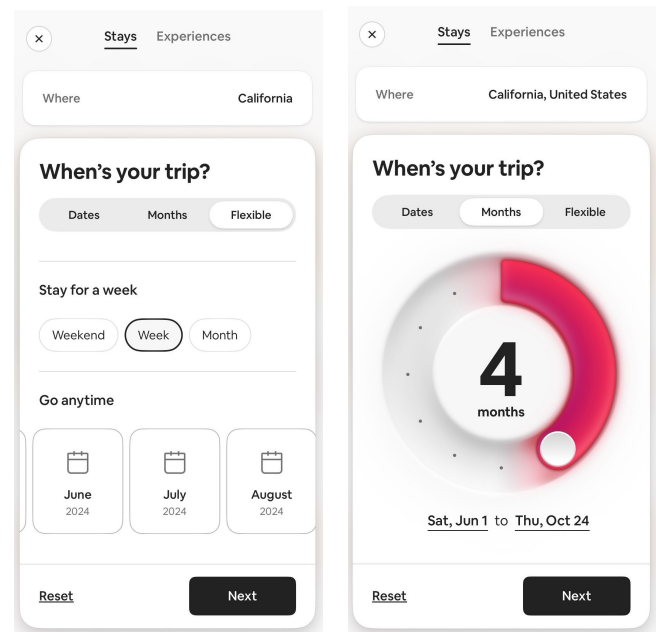 Stays Experiences
Where California
When's your trip?
Dates Months Flexible
Stay for a week
Weekend Week Month
Go anytime
June July August
2024 2024 2024
Reset Next
Stays Experiences
Where California, United States
When's your trip?
Dates Months Flexible
4
months
Sat, Jun 1 to Thu, Oct 24
Reset Next